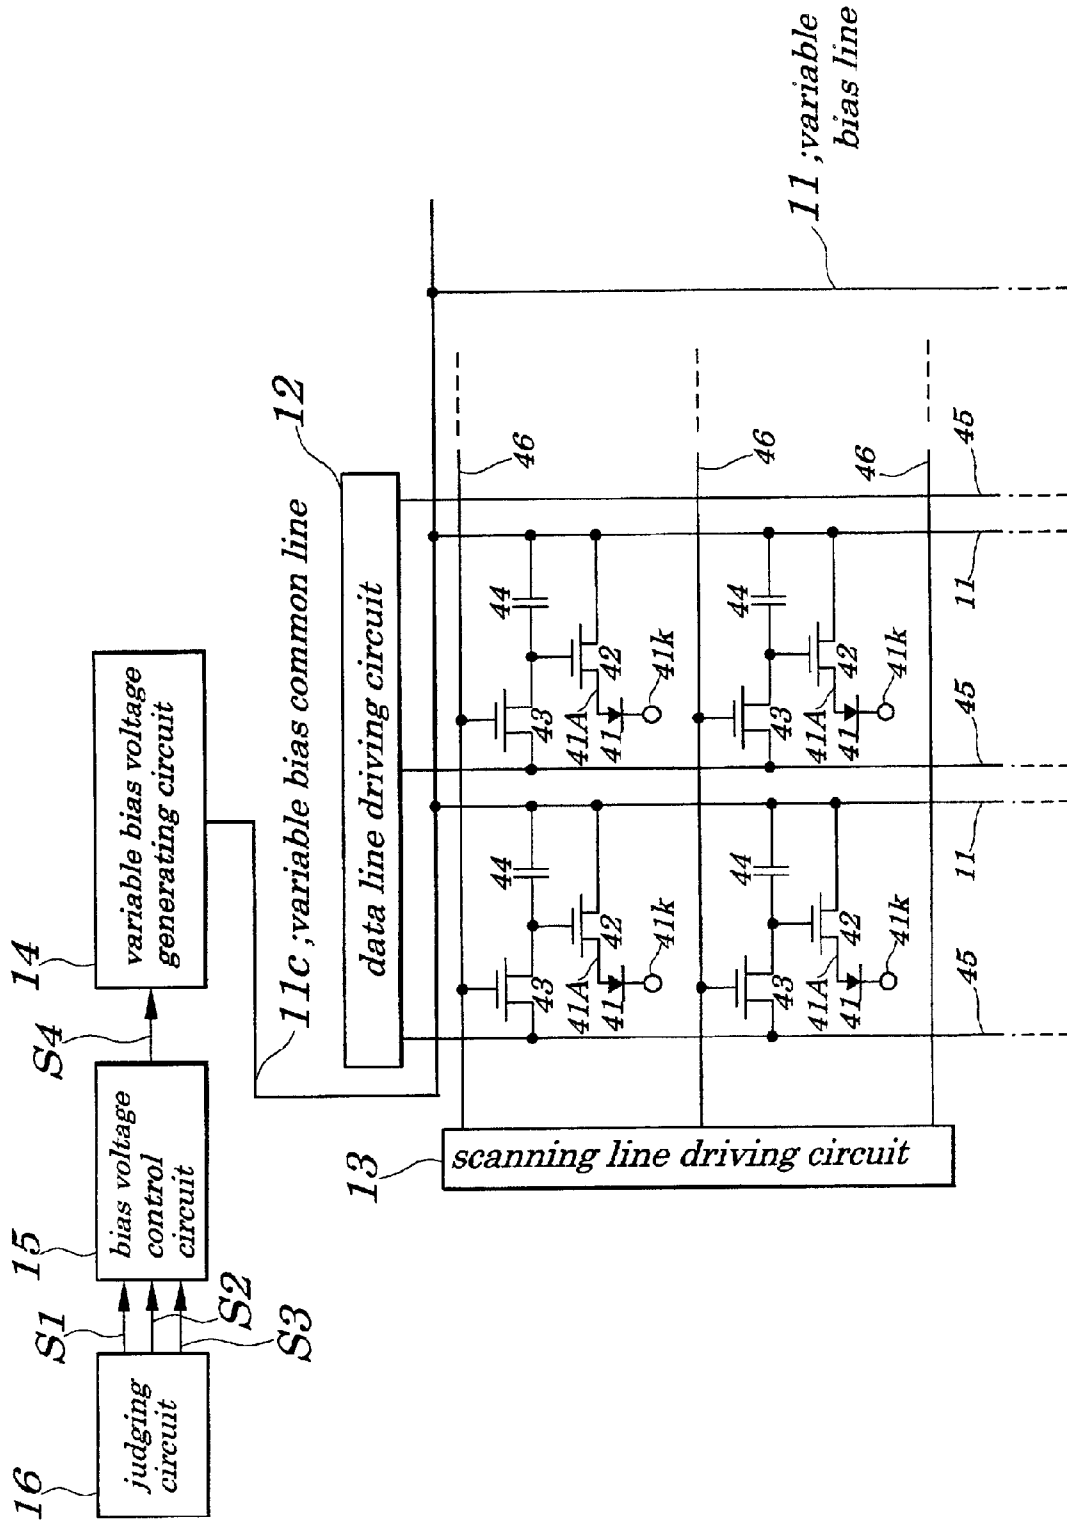 16
judging
circuit
S1
S2
S3
15
bias voltage
control
circuit
S4
14
variable bias voltage
generating circuit
11c ;variable bias common line
12
data line driving circuit
13
scanning line driving circuit
11 ;variable
bias line
46
43
44
42
41A
41
41k
43
44
42
41A
41
41k
46
43
44
42
41A
41
41k
43
44
42
41A
41
41k
46
45
11
45
11
45